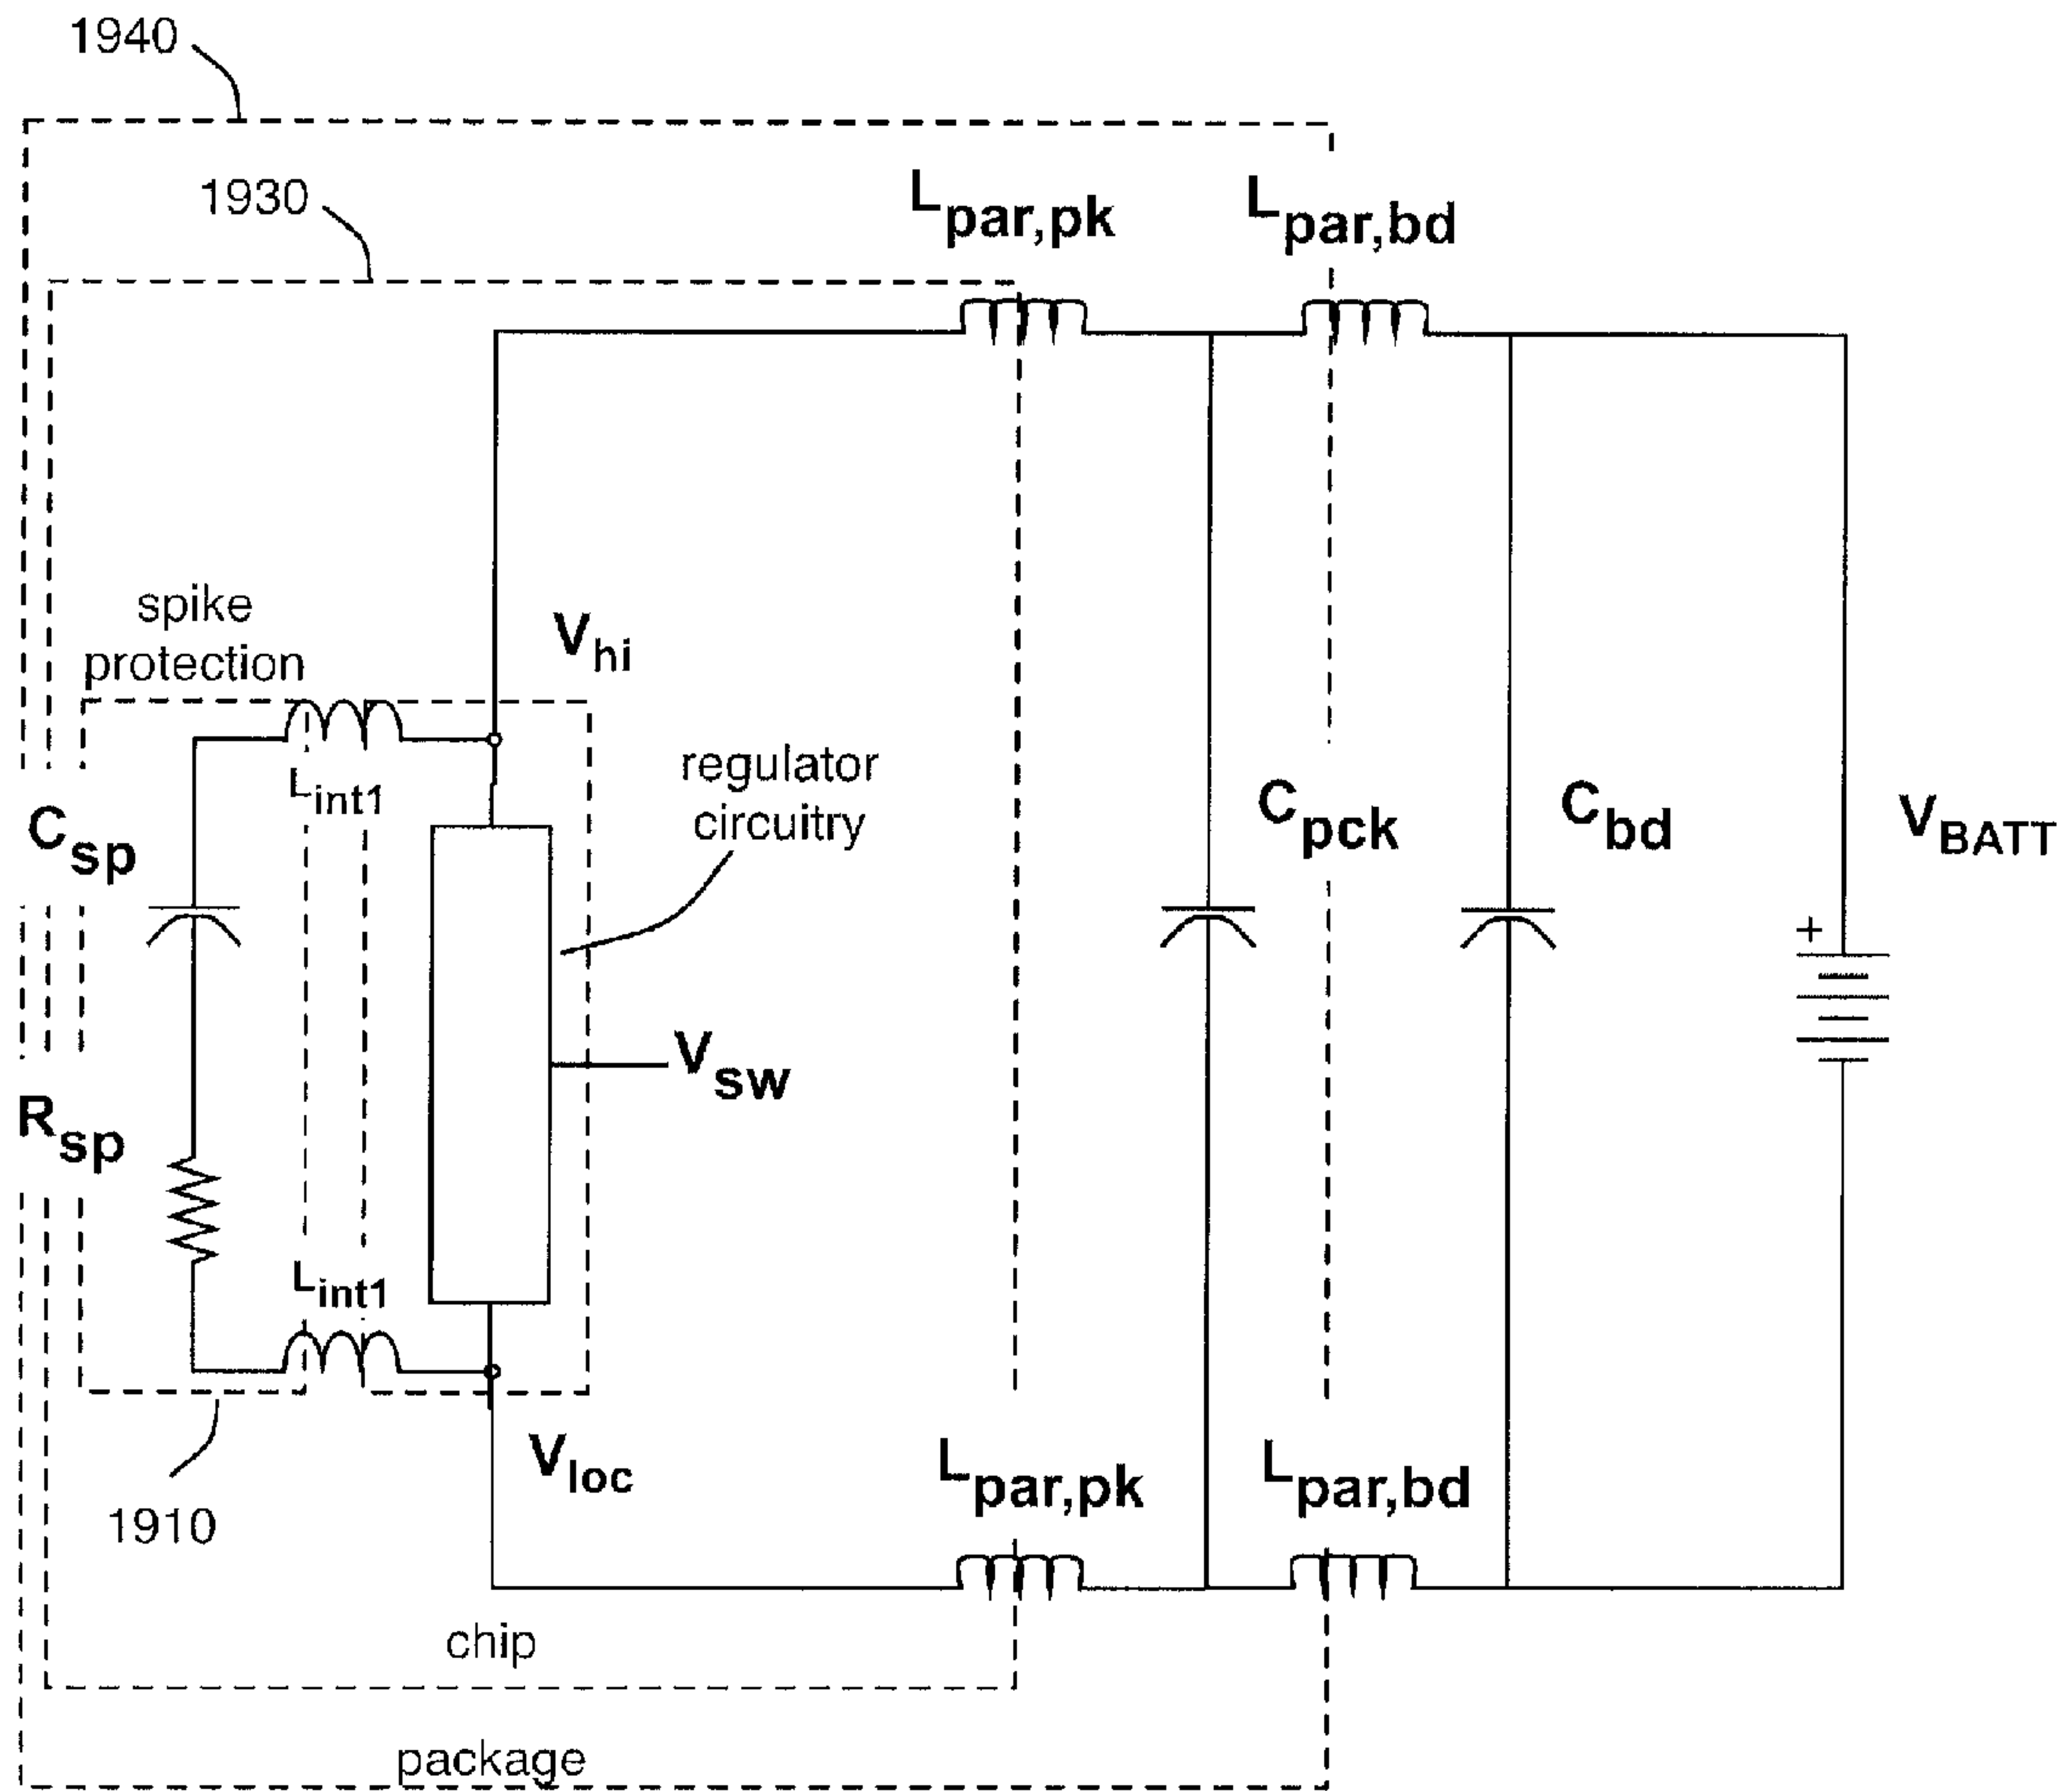 1940
1930
Lpar,pk
Lpar,bd
spike
protection
Vhi
Lint1
regulator
circuitry
Csp
Cpck
Cbd
VBATT
+
Vsw
Rsp
Lint1
Vloc
Lpar,pk
Lpar,bd
1910
chip
package